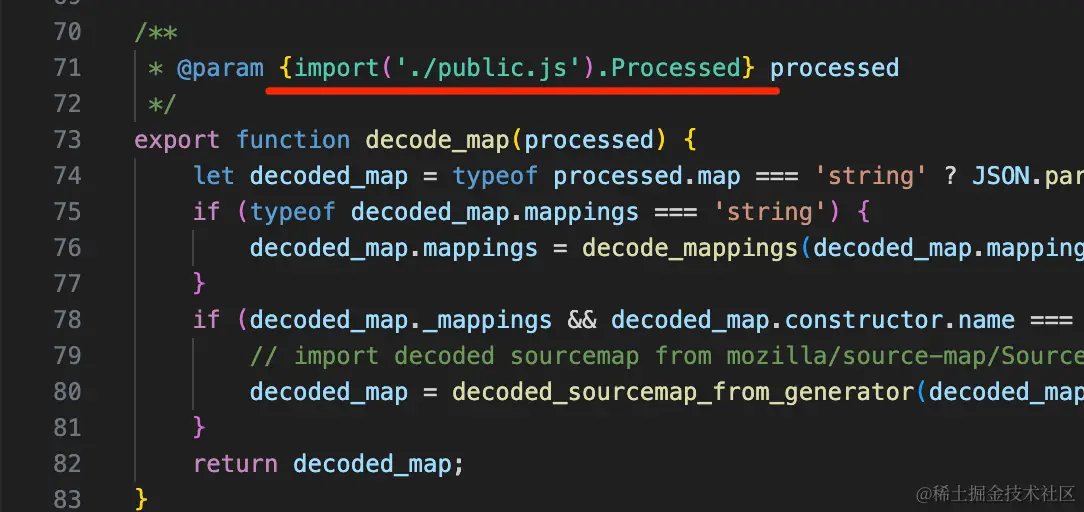 70 /**
71 * @param {import('./public.js').Processed} processed
72 */
73 export function decode_map(processed) {
74 let decoded_map = typeof processed.map === 'string' ? JSON.par
75 if (typeof decoded_map.mappings === 'string') {
76 decoded_map.mappings = decode_mappings(decoded_map.mapping
77 }
78 if (decoded_map._mappings && decoded_map.constructor.name ===
79 // import decoded sourcemap from mozilla/source-map/Source
80 decoded_map = decoded_sourcemap_from_generator(decoded_map
81 }
82 return decoded_map;
83 }
@稀土掘金技术社区